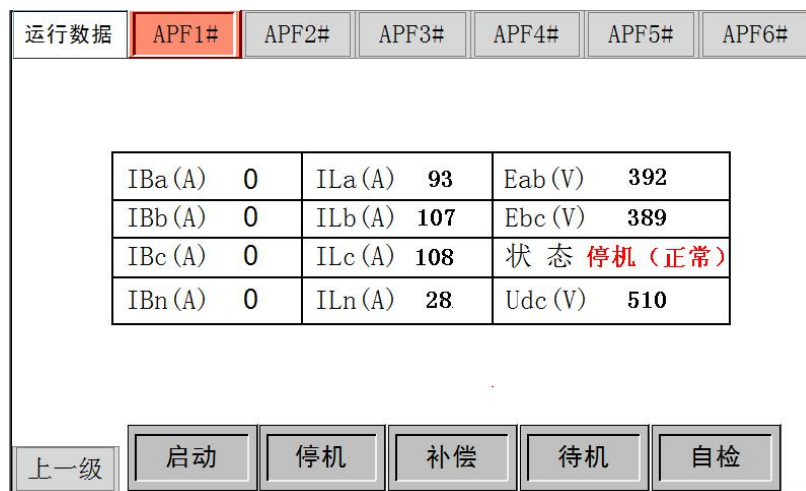 运行数据 APF1# APF2# APF3# APF4# APF5# APF6#
IBa(A) 0 ILa(A) 93 Eab(V) 392
IBb(A) 0 ILb(A) 107 Ebc(V) 389
IBc(A) 0 ILc(A) 108 状 态 停机（正常）
IBn(A) 0 ILn(A) 28 Udc(V) 510
上一级 启动 停机 补偿 待机 自检